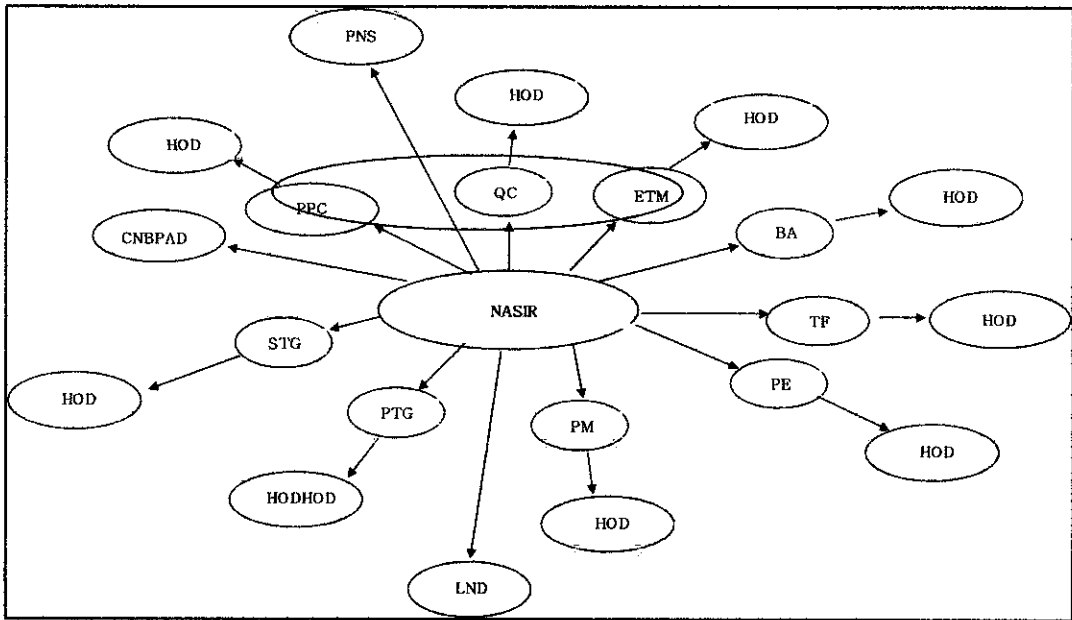 PNS
HOD
HOD
HOD
PPC
QC
ETM
HOD
CNBPAD
BA
NASIR
TF
HOD
STG
PE
HOD
PTG
PM
HOD
HODHOD
HOD
LND